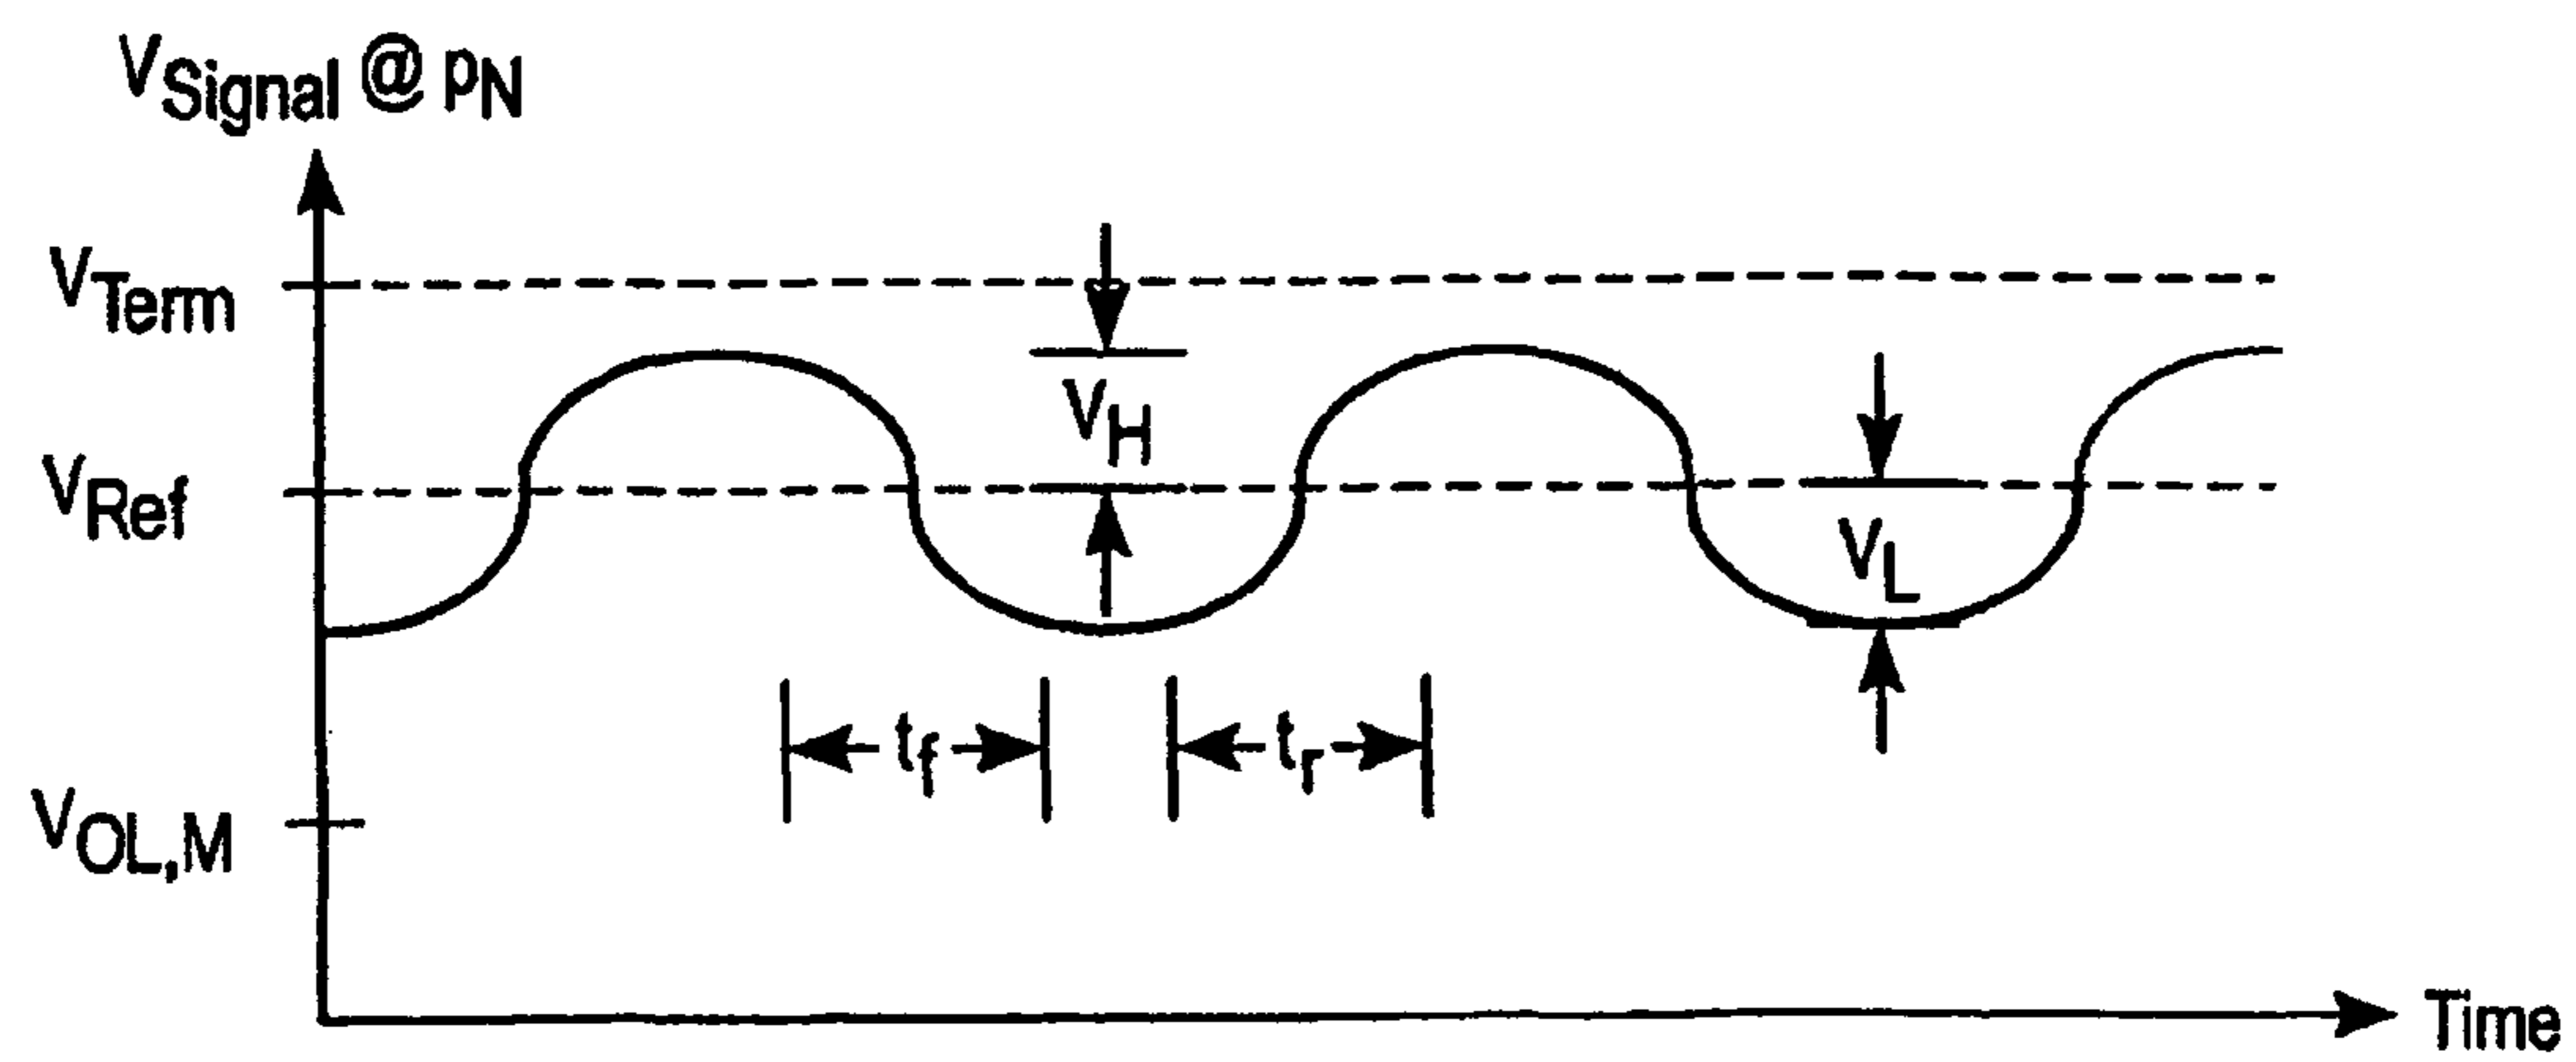 VSignal @ pN
VTerm
VH
VRef
VL
tf
tr
VOL,M
Time